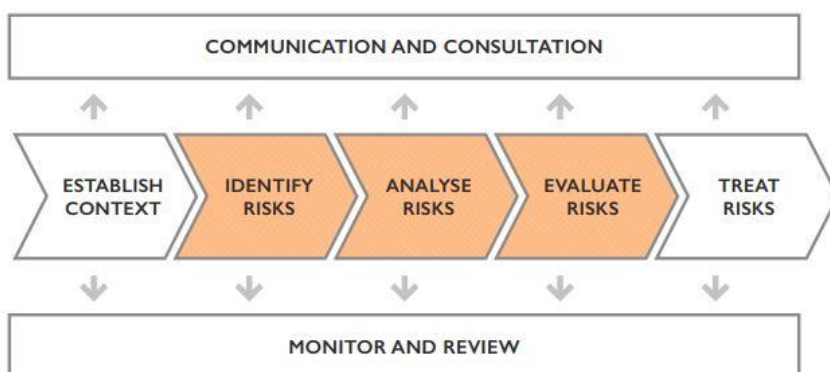 COMMUNICATION AND CONSULTATION
ESTABLISH
CONTEXT
IDENTIFY
RISKS
ANALYSE
RISKS
EVALUATE
RISKS
TREAT
RISKS
MONITOR AND REVIEW